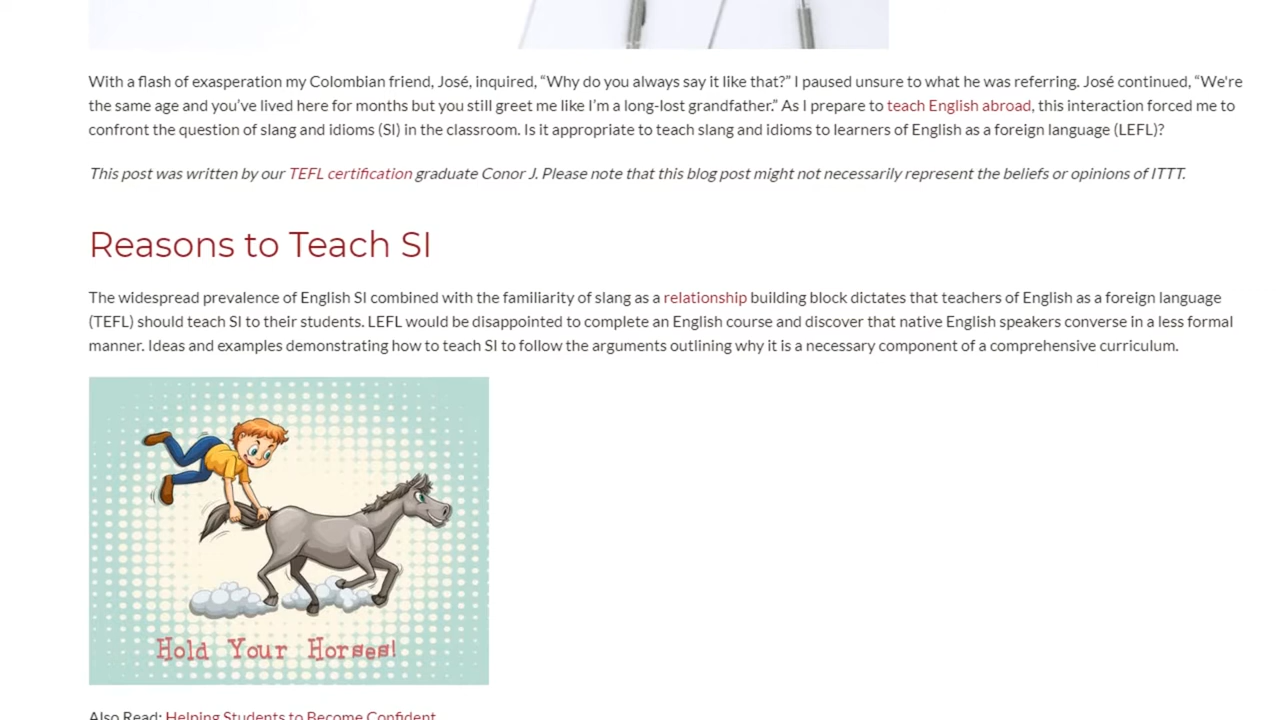 With a flash of exasperation my Colombian friend, José, inquired, “Why do you always say it like that?” I paused unsure to what he was referring. José continued, “We're
the same age and you’ve lived here for months but you still greet me like I’m a long-lost grandfather.” As I prepare to teach English abroad, this interaction forced me to
confront the question of slang and idioms (SI) in the classroom. Is it appropriate to teach slang and idioms to learners of English as a foreign language (LEFL)?
This post was written by our TEFL certification graduate Conor J. Please note that this blog post might not necessarily represent the beliefs or opinions of ITTT.
Reasons to Teach SI
The widespread prevalence of English SI combined with the familiarity of slang as a relationship building block dictates that teachers of English as a foreign language
(TEFL) should teach SI to their students. LEFL would be disappointed to complete an English course and discover that native English speakers converse in a less formal
manner. Ideas and examples demonstrating how to teach SI to follow the arguments outlining why it is a necessary component of a comprehensive curriculum.
Hold Your Horses!
Also Read: Helping Students to Become Confident